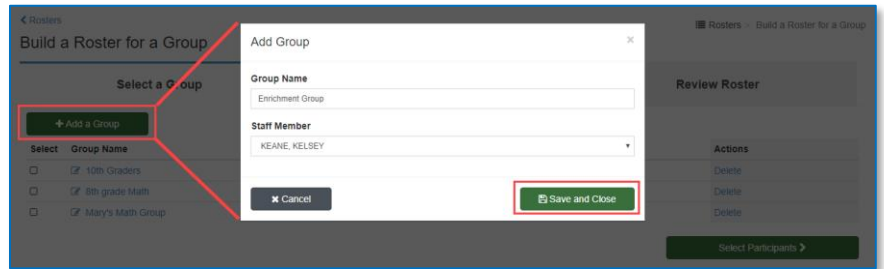 Rosters
Rosters - Build a Roster for a Group
Build a Roster for a Group
Select a Group
Review Roster
+ Add a Group
Select Group Name Actions
10th Graders Delete
8th grade Math Delete
Mary's Math Group Delete
Select Participants
Add Group ×
Group Name
Enrichment Group
Staff Member
KEANE, KELSEY
Cancel Save and Close